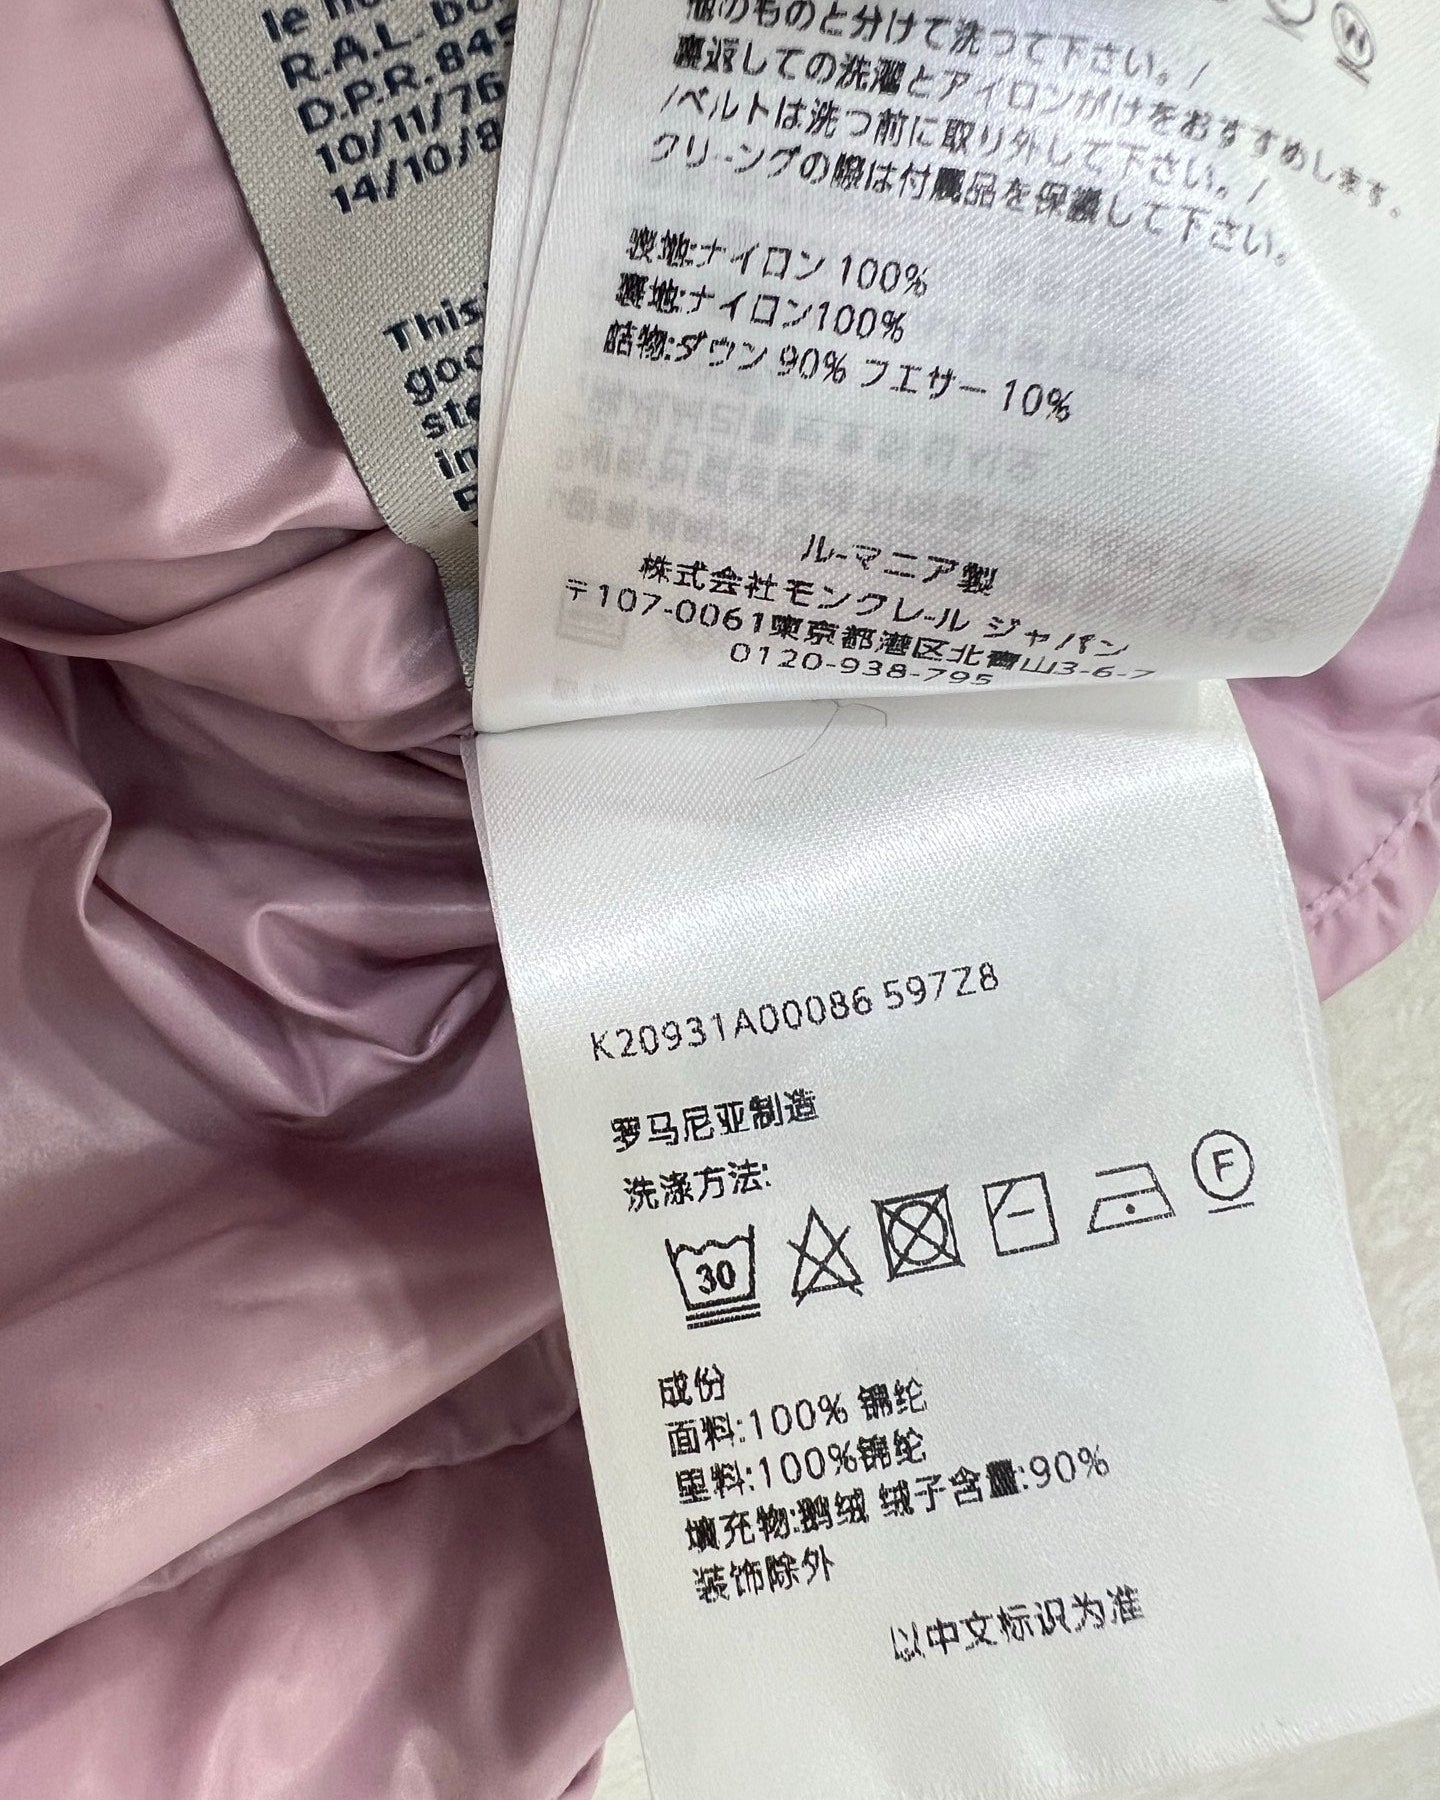 R.A.L. bo
D.P.R. 845
10/11/76
14/10/8
This
goo
ste
in
のものと分けて洗って下さい。/
裏返しての洗濯とアイロンがけをおすすめします。
/ベルトは洗う前に取り外して下さい。/
クリーングの際は付属品を保護して下さい。
表地:ナイロン 100%
裏地:ナイロン100%
詰物:ダウン 90% フエザー 10%
ルーマニア製
株式会社モンクレール ジャパン
〒107-0061東京都港区北青山3-6-7
0120-938-795
K20931A00086 597Z8
罗马尼亚制造
洗涤方法:
30
F
成份
面料:100% 锦纶
里料:100%锦纶
填充物:鹅绒 绒子含量:90%
装饰除外
以中文标识为准